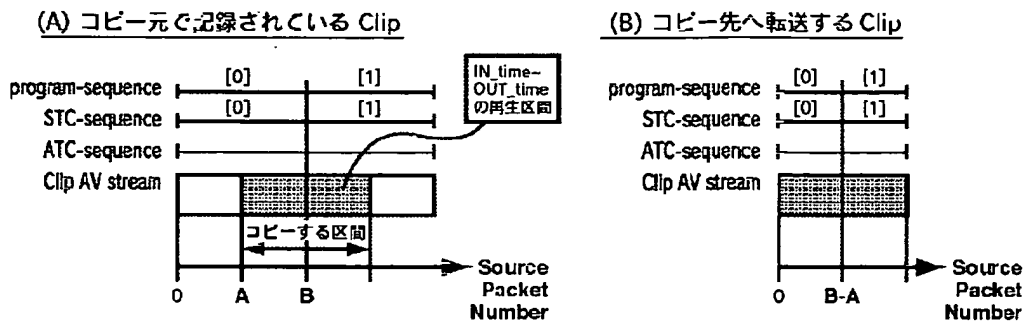 (A) コピー元で記録されている Clip
program-sequence [0] [1]
STC-sequence [0] [1]
ATC-sequence
Clip AV stream
IN_time~
OUT_time
の再生区間
コピーする区間
0 A B
Source
Packet
Number
(B) コピー先へ転送する Clip
program-sequence [0] [1]
STC-sequence [0] [1]
ATC-sequence
Clip AV stream
0 B-A
Source
Packet
Number